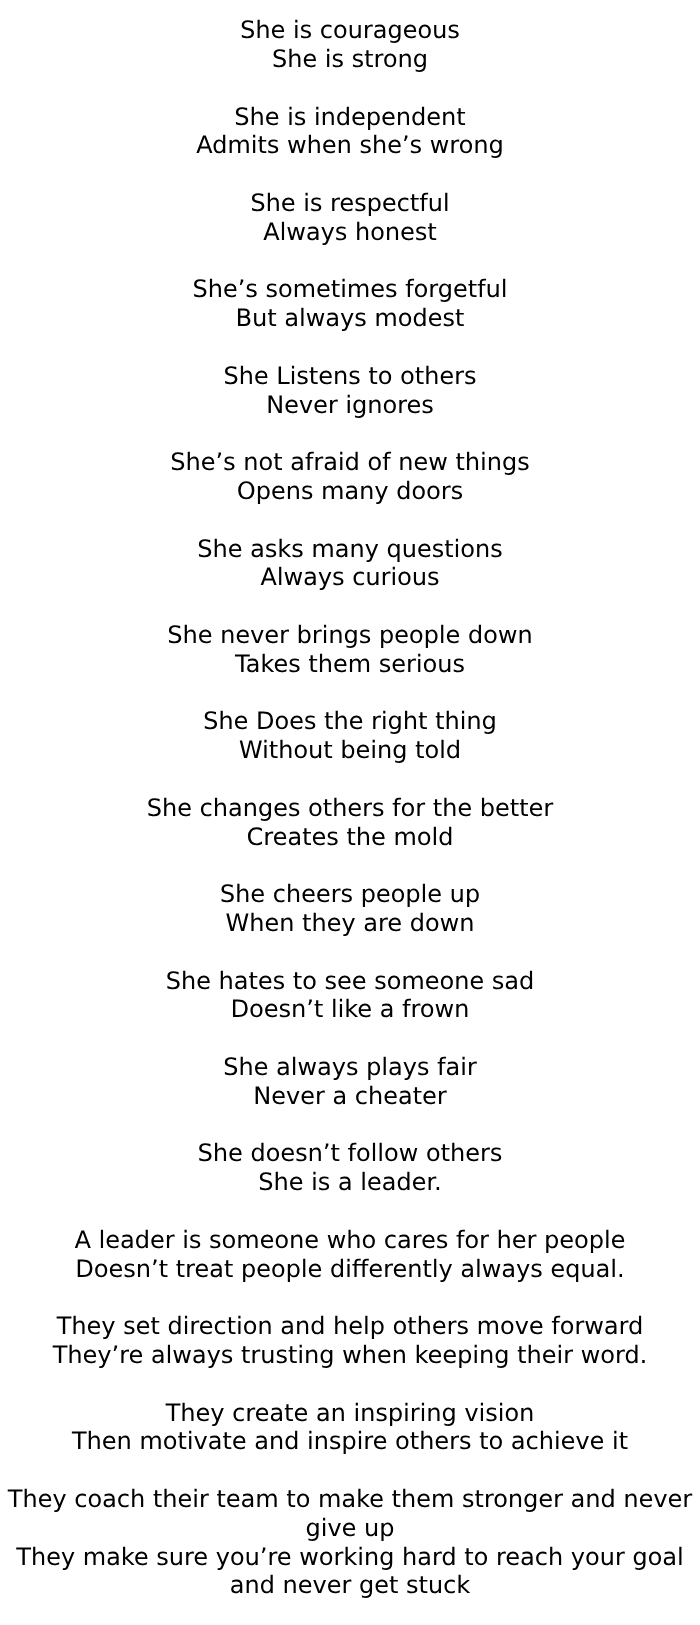 She is courageous
She is strong
She is independent
Admits when she’s wrong
She is respectful
Always honest
She’s sometimes forgetful
But always modest
She Listens to others
Never ignores
She’s not afraid of new things
Opens many doors
She asks many questions
Always curious
She never brings people down
Takes them serious
She Does the right thing
Without being told
She changes others for the better
Creates the mold
She cheers people up
When they are down
She hates to see someone sad
Doesn’t like a frown
She always plays fair
Never a cheater
She doesn’t follow others
She is a leader.
A leader is someone who cares for her people
Doesn’t treat people differently always equal.
They set direction and help others move forward
They’re always trusting when keeping their word.
They create an inspiring vision
Then motivate and inspire others to achieve it
They coach their team to make them stronger and never
give up
They make sure you’re working hard to reach your goal
and never get stuck